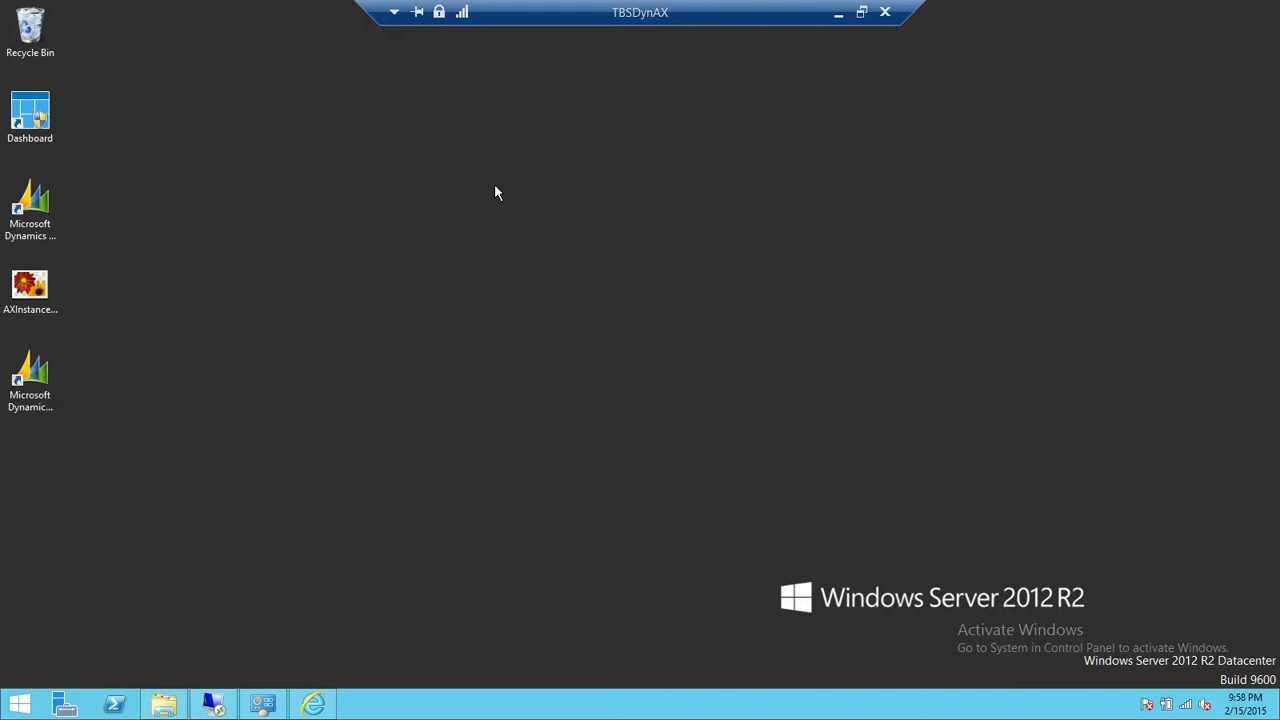 TBSDynAX
Recycle Bin
Dashboard
Microsoft
Dynamics ...
AXInstance...
Microsoft
Dynamic...
Windows Server 2012 R2
Activate Windows
Go to System in Control Panel to activate Windows.
Windows Server 2012 R2 Datacenter
Build 9600
9:58 PM
2/15/2015